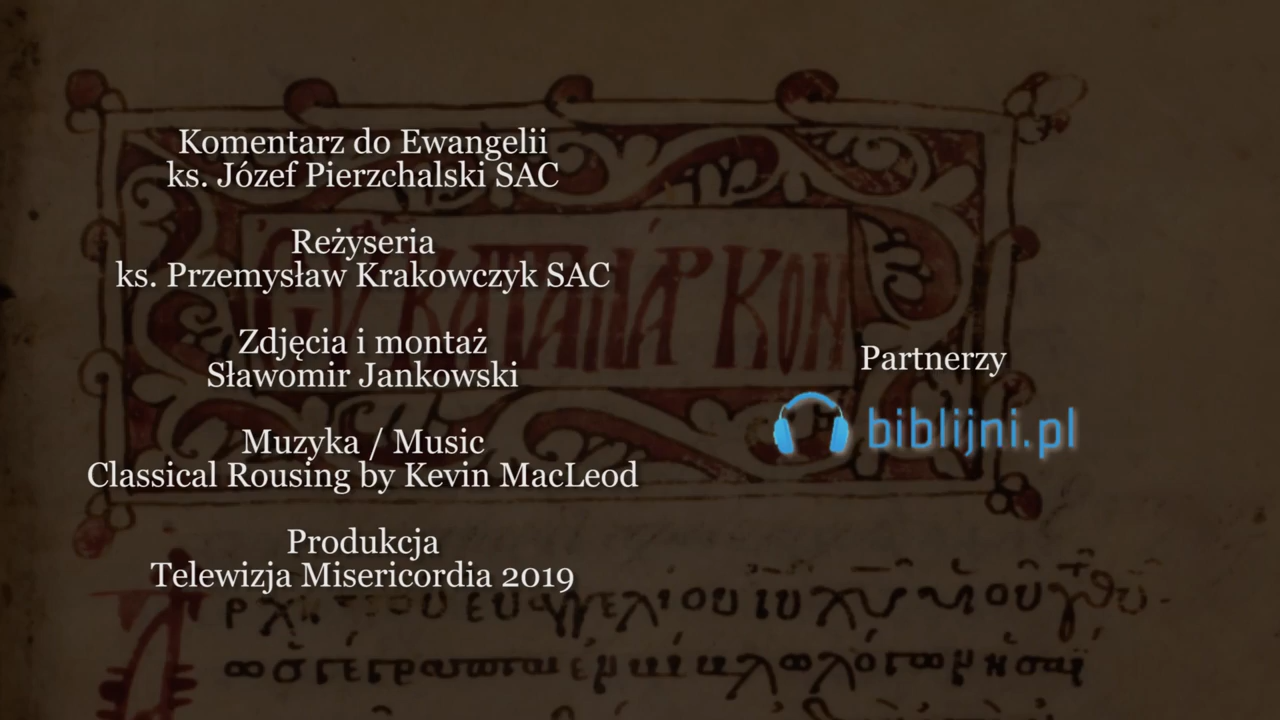 Komentarz do Ewangelii
ks. Józef Pierzchalski SAC
Reżyseria
ks. Przemysław Krakowczyk SAC
Zdjęcia i montaż
Sławomir Jankowski
Muzyka / Music
Classical Rousing by Kevin MacLeod
Produkcja
Telewizja Misericordia 2019
Partnerzy
biblijni.pl